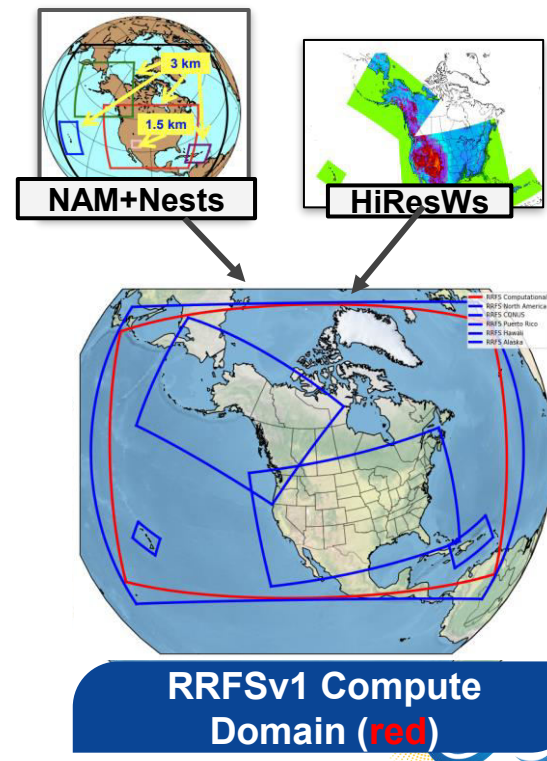 3 km
1.5 km
NAM+Nests
HiResWs
RRFS Computational
RRFS North America
RRFS CONUS
RRFS Puerto Rico
RRFS Hawaii
RRFS Alaska
RRFSv1 Compute
Domain (red)